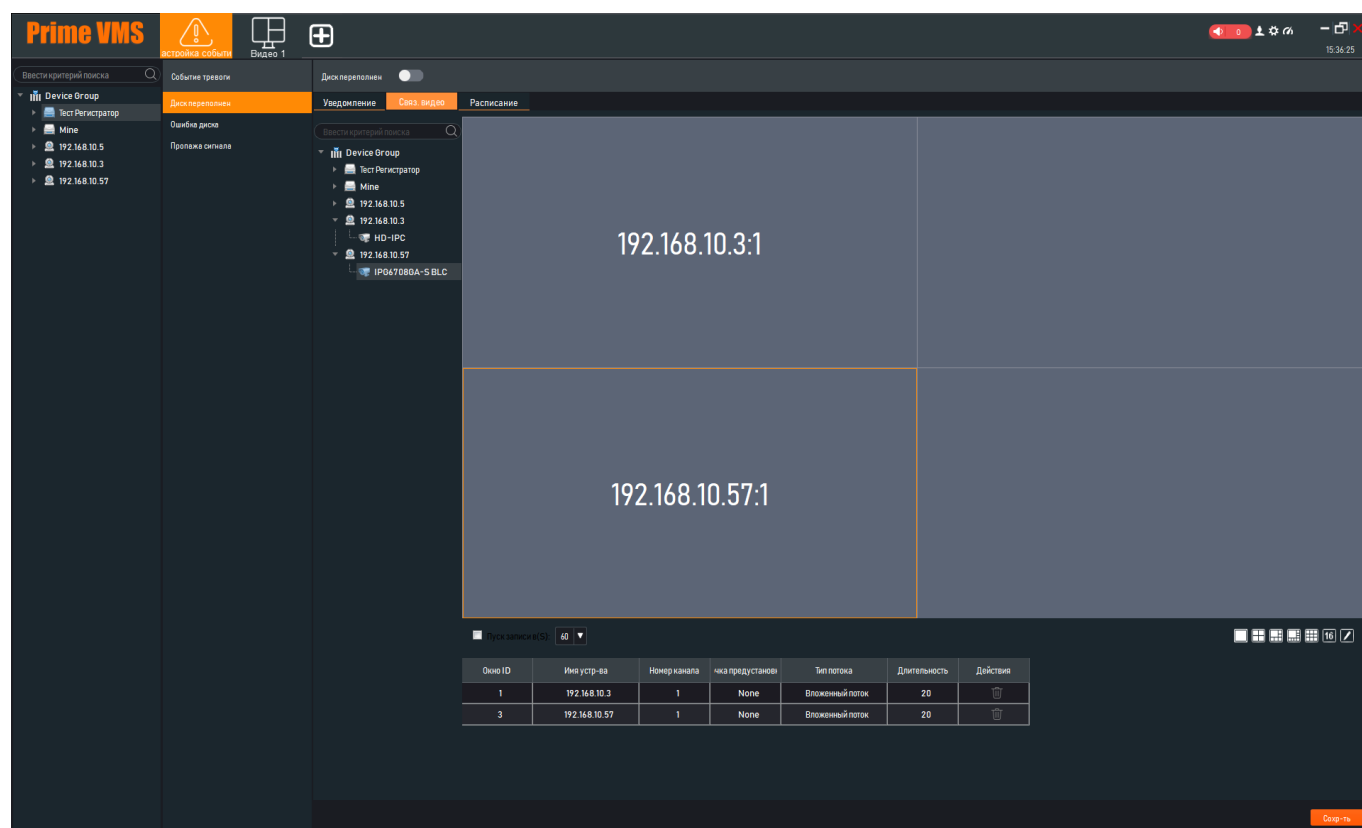 Prime VMS
астройка событи
Видео 1
0
15:36:25
Ввести критерий поиска
Device Group
Тест Регистратор
Mine
192.168.10.5
192.168.10.3
192.168.10.57
Событие тревоги
Диск переполнен
Ошибка диска
Пропажа сигнала
Диск переполнен
Уведомление Связ. видео Расписание
Ввести критерий поиска
Device Group
Тест Регистратор
Mine
192.168.10.5
192.168.10.3
HD-IPC
192.168.10.57
IPG6708GA-S BLC
192.168.10.3:1
192.168.10.57:1
Пуск записи в(S): 60
16
Окно ID Имя устр-ва Номер канала чка предустанов Тип потока Длительность Действия
1 192.168.10.3 1 None Вложенный поток 20
3 192.168.10.57 1 None Вложенный поток 20
Сохр-ть